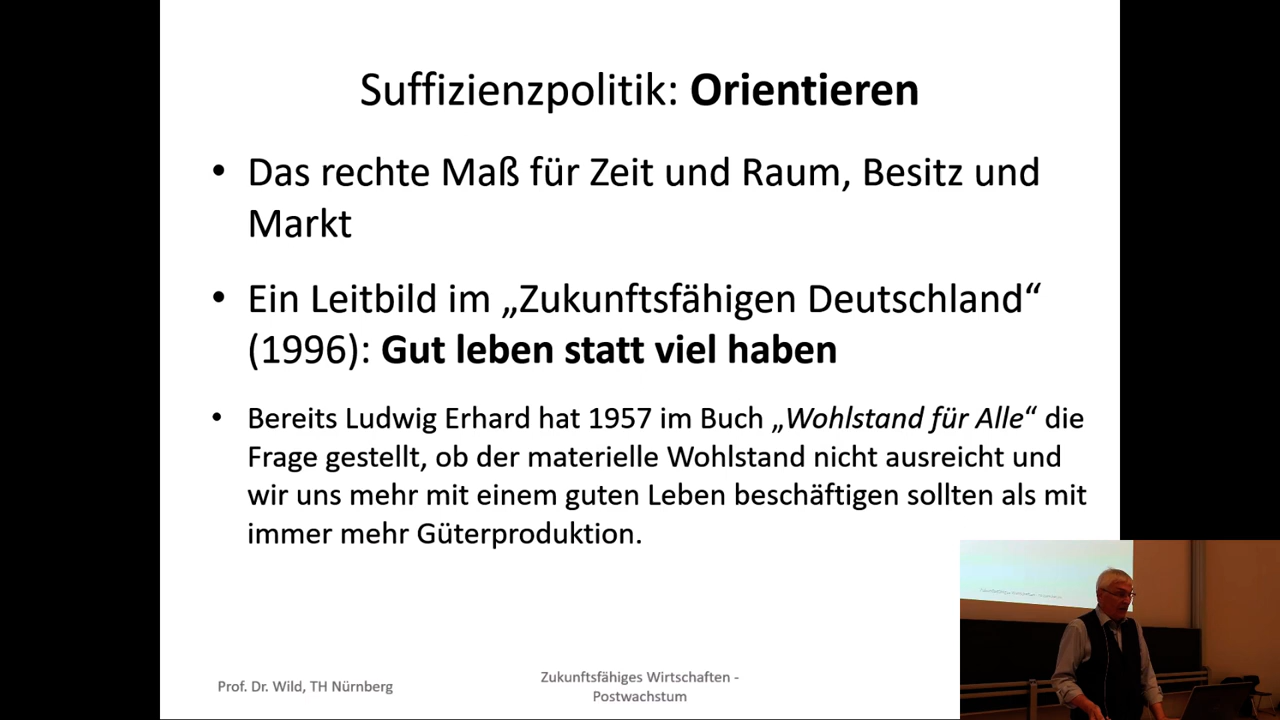 Suffizienzpolitik: Orientieren
• Das rechte Maß für Zeit und Raum, Besitz und
Markt
• Ein Leitbild im „Zukunftsfähigen Deutschland“
(1996): Gut leben statt viel haben
• Bereits Ludwig Erhard hat 1957 im Buch „Wohlstand für Alle“ die
Frage gestellt, ob der materielle Wohlstand nicht ausreicht und
wir uns mehr mit einem guten Leben beschäftigen sollten als mit
immer mehr Güterproduktion.
Prof. Dr. Wild, TH Nürnberg
Zukunftsfähiges Wirtschaften -
Postwachstum